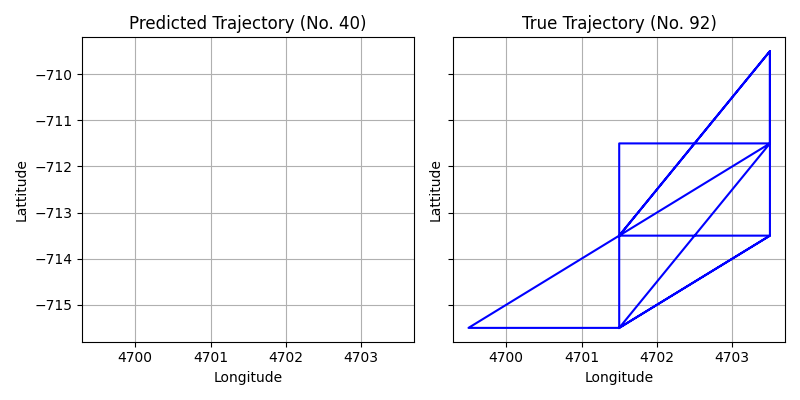 Predicted Trajectory (No. 40)
True Trajectory (No. 92)
−710
−711
−712
−713
−714
−715
Lattitude
Lattitude
4700 4701 4702 4703
4700 4701 4702 4703
Longitude
Longitude